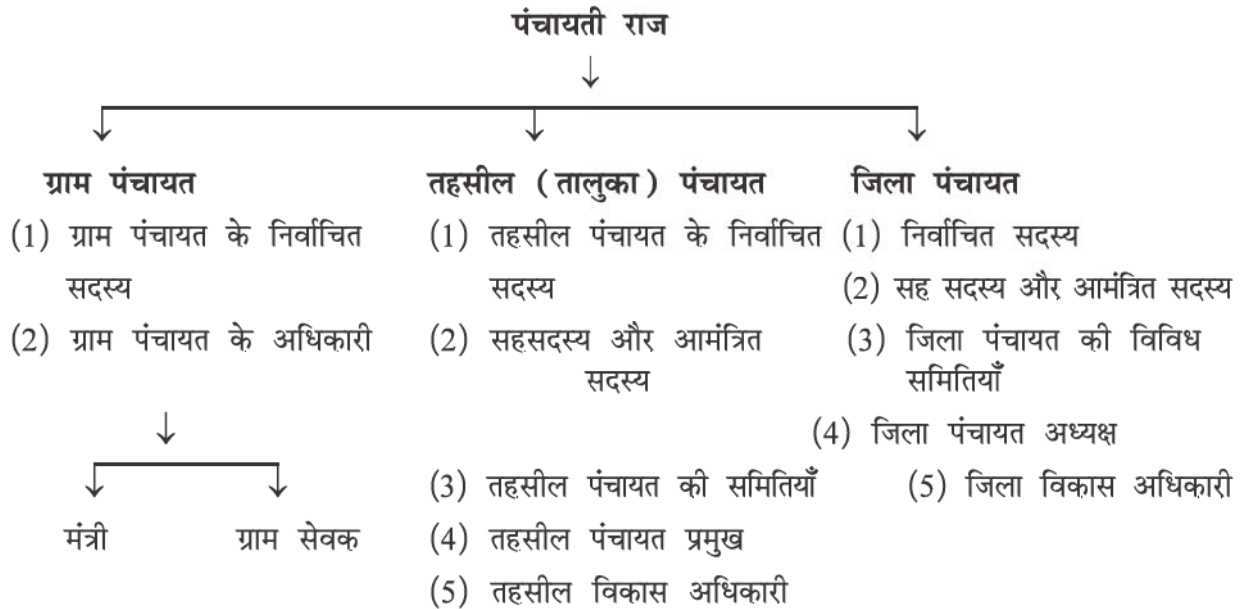 पंचायती राज
ग्राम पंचायत
(1) ग्राम पंचायत के निर्वाचित
सदस्य
(2) ग्राम पंचायत के अधिकारी
मंत्री
ग्राम सेवक
तहसील (तालुका) पंचायत
(1) तहसील पंचायत के निर्वाचित
सदस्य
(2) सहसदस्य और आमंत्रित
सदस्य
(3) तहसील पंचायत की समितियाँ
(4) तहसील पंचायत प्रमुख
(5) तहसील विकास अधिकारी
जिला पंचायत
(1) निर्वाचित सदस्य
(2) सह सदस्य और आमंत्रित सदस्य
(3) जिला पंचायत की विविध
समितियाँ
(4) जिला पंचायत अध्यक्ष
(5) जिला विकास अधिकारी